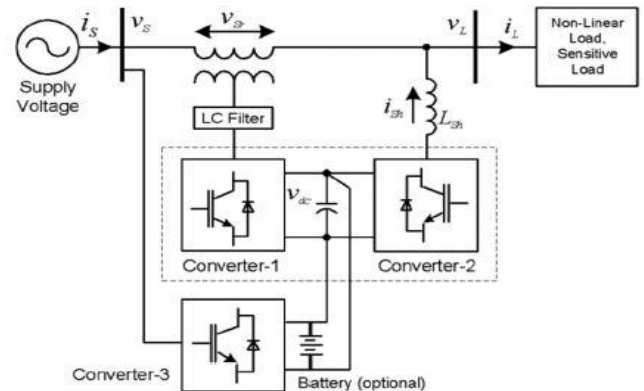 i_S
v_S
v_Sr
v_L
i_L
Non-Linear
Load,
Sensitive
Load
Supply
Voltage
LC Filter
i_Sh
L_Sh
v_dc
Converter-1
Converter-2
Converter-3
Battery (optional)